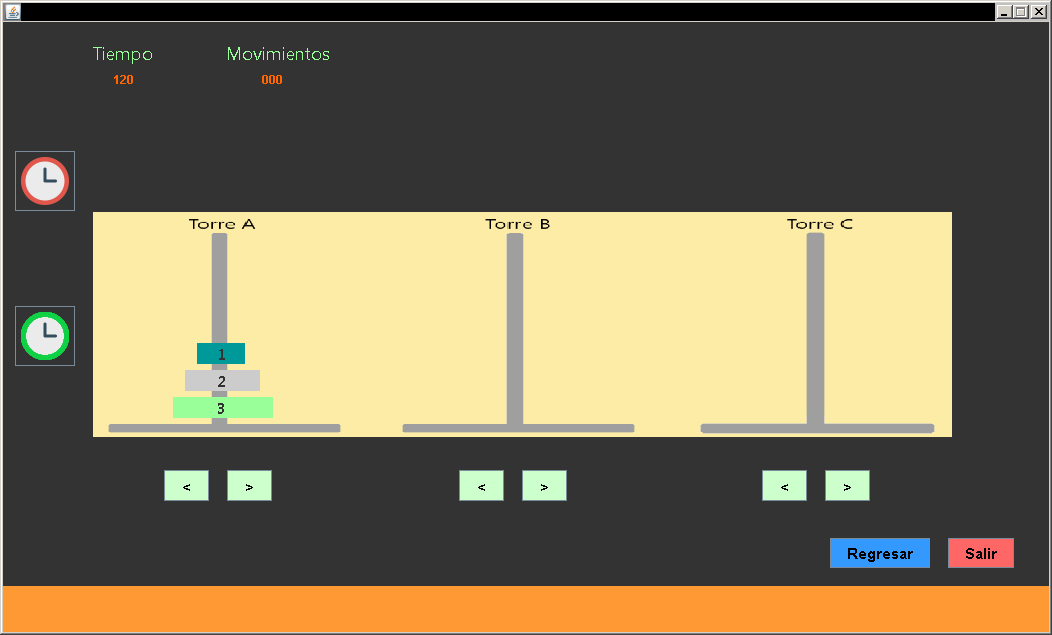 Tiempo Movimientos
120 000
Torre A Torre B Torre C
1
2
3
< > < > < >
Regresar Salir